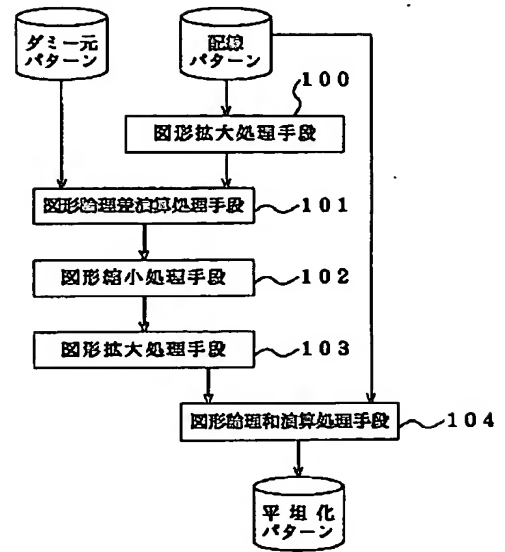 ダミー元
パターン
配線
パターン
100
図形拡大処理手段
図形論理差演算処理手段
101
図形縮小処理手段
102
図形拡大処理手段
103
図形論理和演算処理手段
104
平坦化
パターン